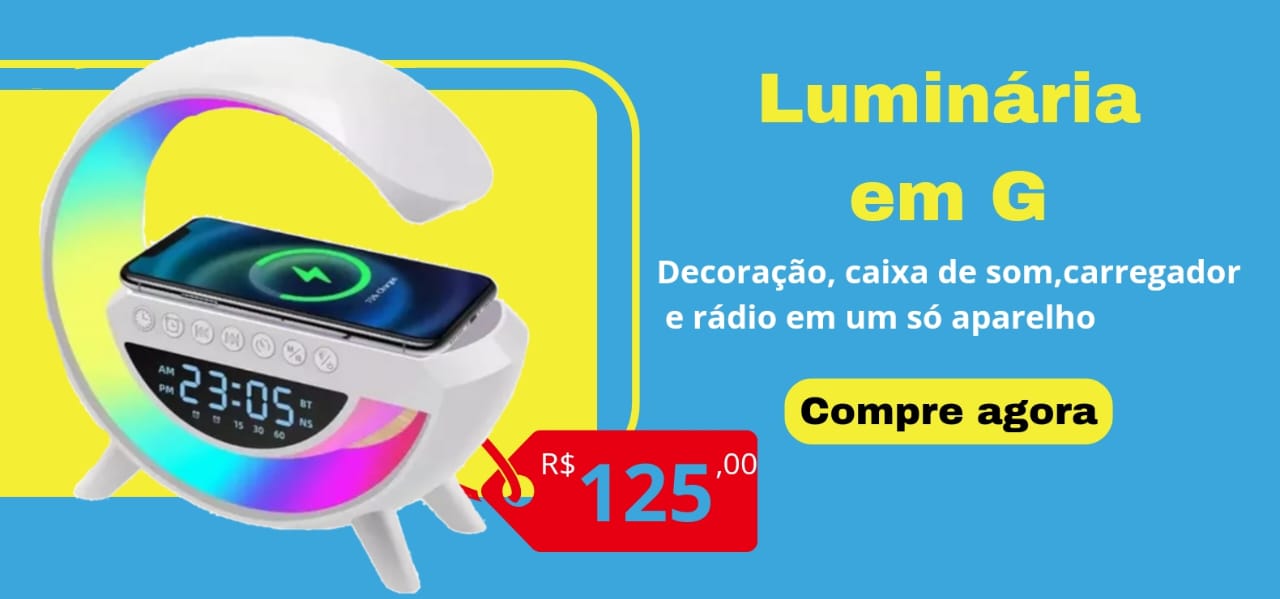 Luminária
em G
Decoração, caixa de som,carregador
e rádio em um só aparelho
Compre agora
R$125,00
AM
PM
23:05
BT
NS
15 30 60